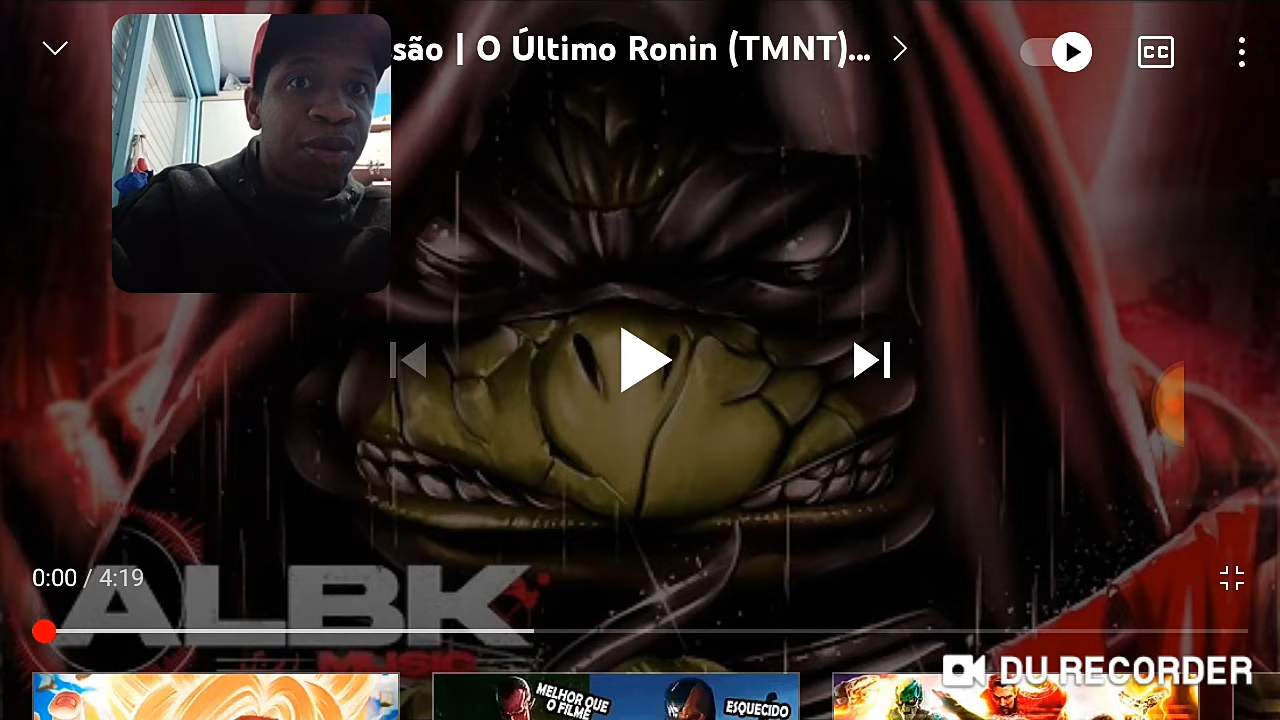 são | O Último Ronin (TMNT)...
CC
0:00 / 4:19
ALBK
MUSIC
DU RECORDER
MELHOR QUE
O FILME
ESQUECIDO